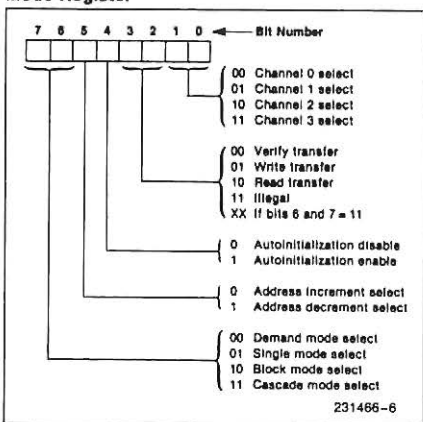 Mode Register
7 6 5 4 3 2 1 0 Bit Number
00 Channel 0 select
01 Channel 1 select
10 Channel 2 select
11 Channel 3 select
00 Verify transfer
01 Write transfer
10 Read transfer
11 Illegal
XX If bits 6 and 7 = 11
0 Autoinitialization disable
1 Autoinitialization enable
0 Address increment select
1 Address decrement select
00 Demand mode select
01 Single mode select
10 Block mode select
11 Cascade mode select
231466-6